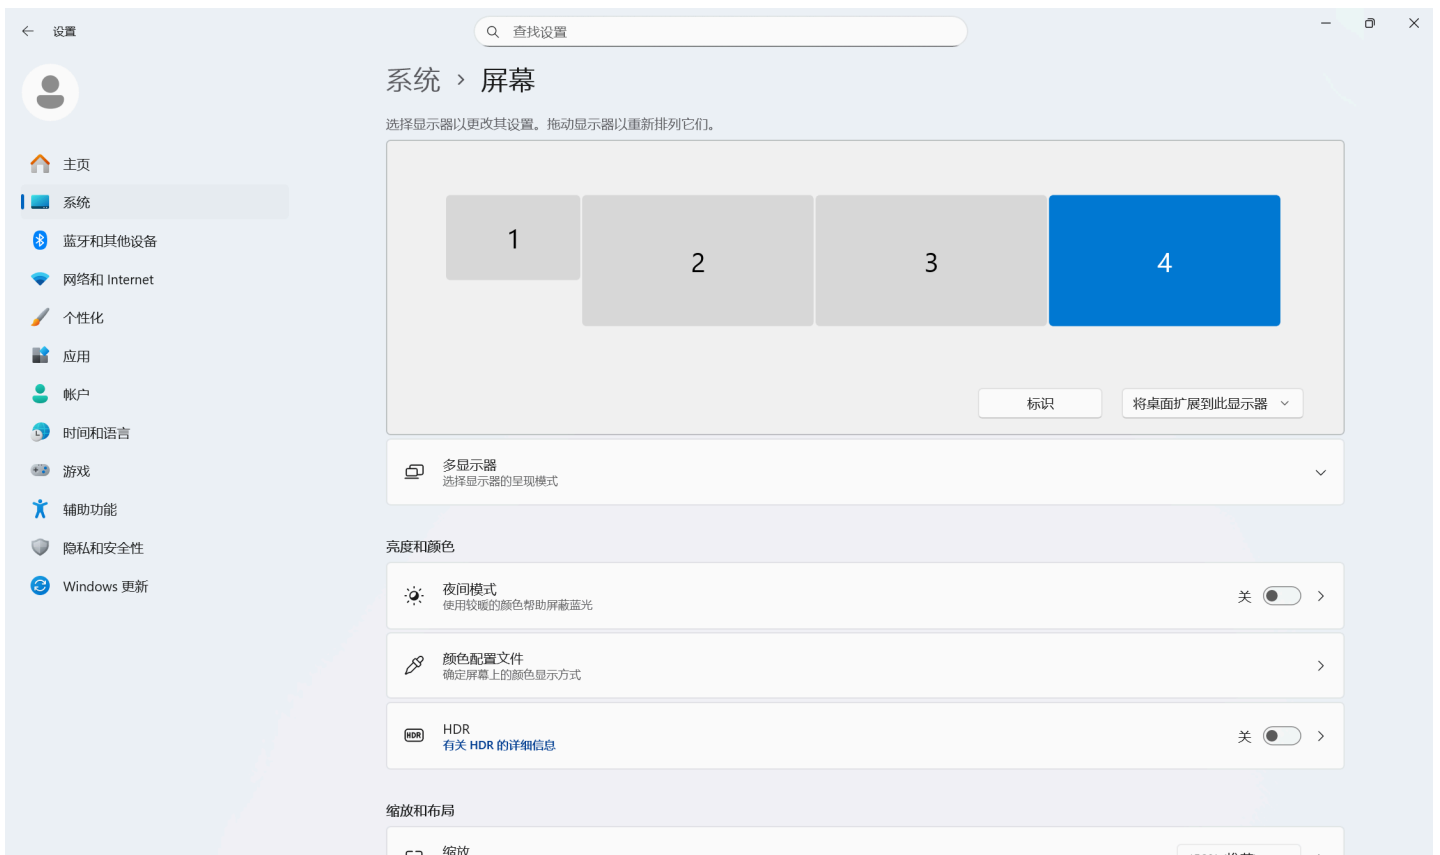 设置
查找设置
系统 › 屏幕
选择显示器以更改其设置。拖动显示器以重新排列它们。
主页
系统
蓝牙和其他设备
网络和 Internet
个性化
应用
帐户
时间和语言
游戏
辅助功能
隐私和安全性
Windows 更新
1
2
3
4
标识
将桌面扩展到此显示器
多显示器
选择显示器的呈现模式
亮度和颜色
夜间模式
使用较暖的颜色帮助屏蔽蓝光
关
颜色配置文件
确定屏幕上的颜色显示方式
HDR
HDR
有关 HDR 的详细信息
关
缩放和布局
缩放